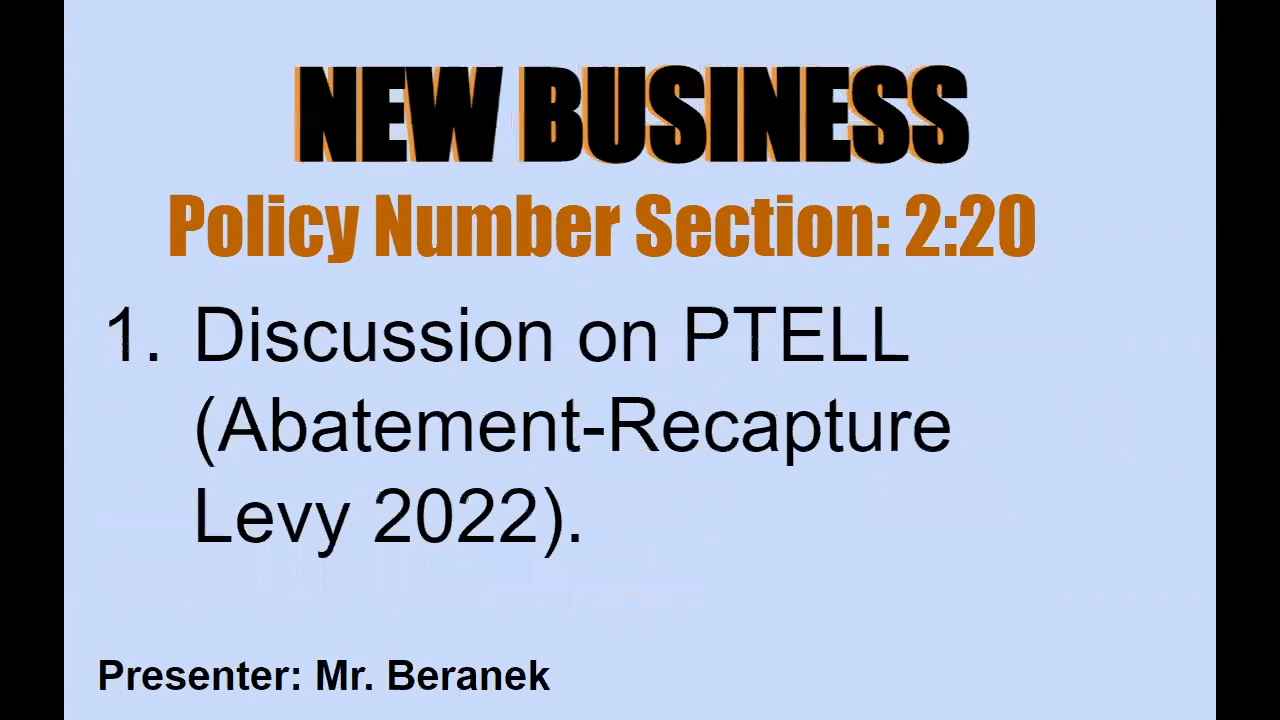 NEW BUSINESS
Policy Number Section: 2:20
1. Discussion on PTELL
(Abatement-Recapture
Levy 2022).
Presenter: Mr. Beranek